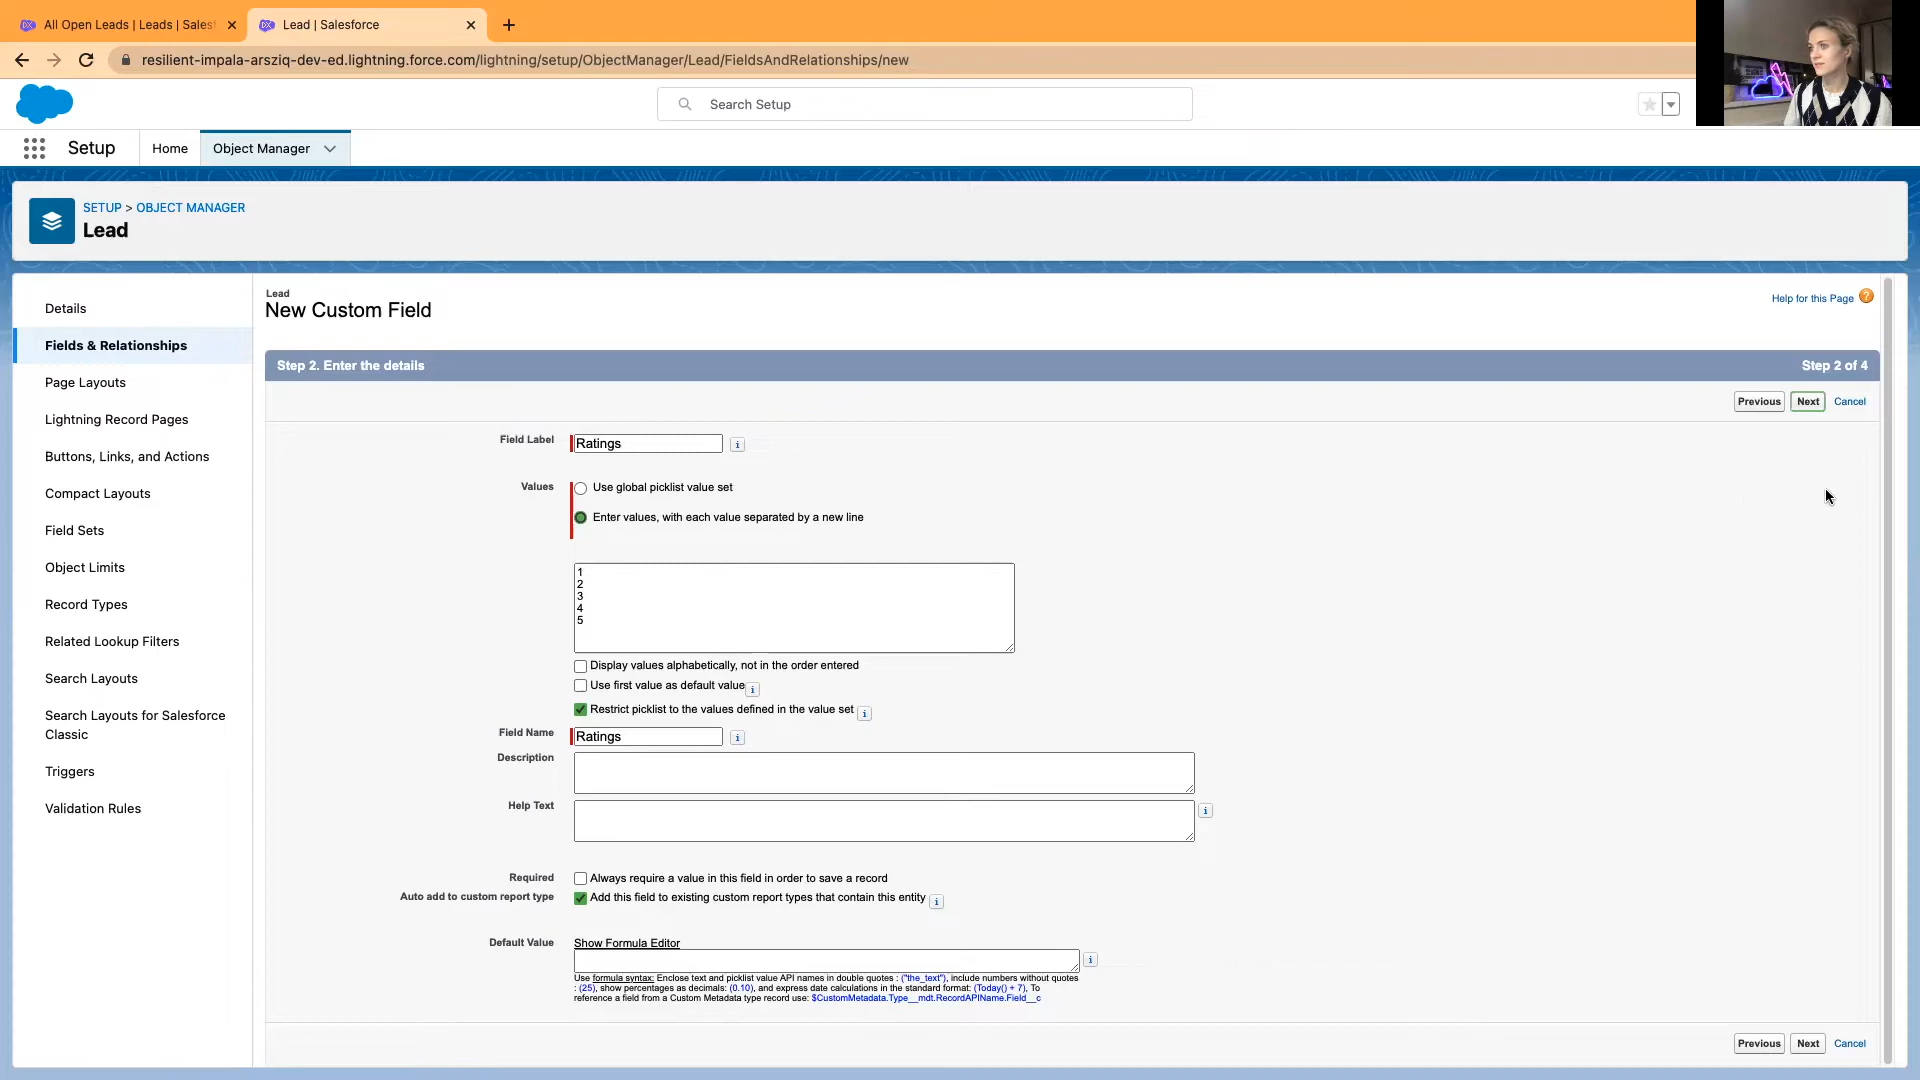 All Open Leads | Leads | Sales
Lead | Salesforce
resilient-impala-arsziq-dev-ed.lightning.force.com/lightning/setup/ObjectManager/Lead/FieldsAndRelationships/new
Search Setup
Setup
Home
Object Manager
SETUP > OBJECT MANAGER
Lead
Details
Fields & Relationships
Page Layouts
Lightning Record Pages
Buttons, Links, and Actions
Compact Layouts
Field Sets
Object Limits
Record Types
Related Lookup Filters
Search Layouts
Search Layouts for Salesforce
Classic
Triggers
Validation Rules
Lead
New Custom Field
Help for this Page
Step 2. Enter the details
Step 2 of 4
Previous
Next
Cancel
Field Label
Ratings
Values
Use global picklist value set
Enter values, with each value separated by a new line
1
2
3
4
5
Display values alphabetically, not in the order entered
Use first value as default value
Restrict picklist to the values defined in the value set
Field Name
Ratings
Description
Help Text
Required
Always require a value in this field in order to save a record
Auto add to custom report type
Add this field to existing custom report types that contain this entity
Default Value
Show Formula Editor
Use formula syntax: Enclose text and picklist value API names in double quotes : ("the_text"), include numbers without quotes
: (25), show percentages as decimals: (0.10), and express date calculations in the standard format: (Today() + 7), To
reference a field from a Custom Metadata type record use: $CustomMetadata.Type__mdt.RecordAPIName.Field__c
Previous
Next
Cancel